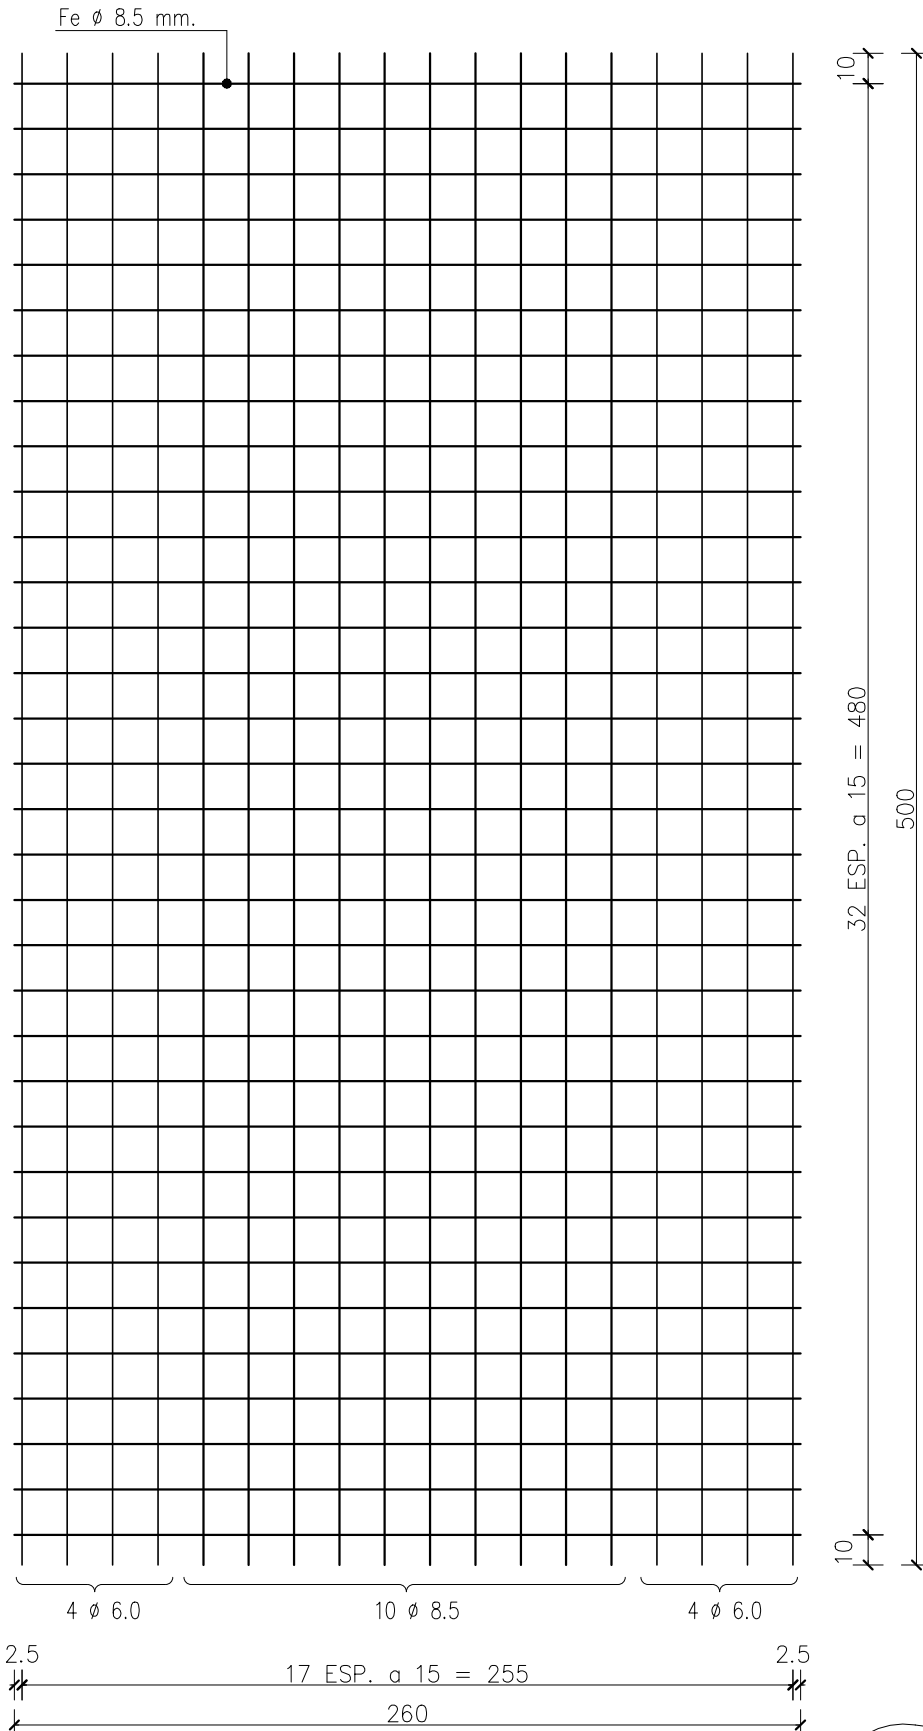 Fe ø 8.5 mm.
10
32 ESP. a 15 = 480
500
10
4 ø 6.0
10 ø 8.5
4 ø 6.0
2.5
2.5
17 ESP. a 15 = 255
260